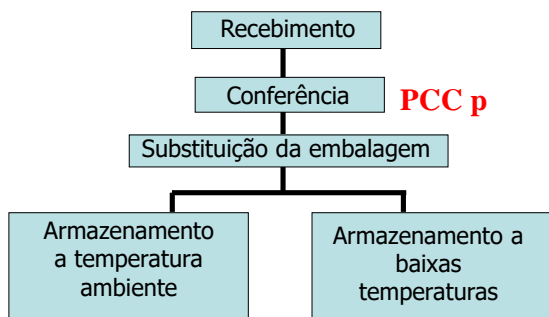 Recebimento
Conferência
PCC p
Substituição da embalagem
Armazenamento
a temperatura
ambiente
Armazenamento a
baixas
temperaturas